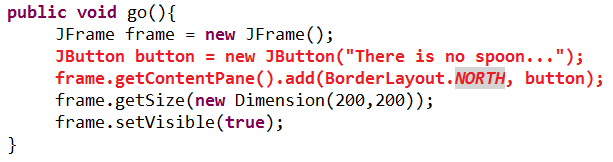 public void go(){
JFrame frame = new JFrame();
JButton button = new JButton("There is no spoon...");
frame.getContentPane().add(BorderLayout.NORTH, button);
frame.getSize(new Dimension(200,200));
frame.setVisible(true);
}